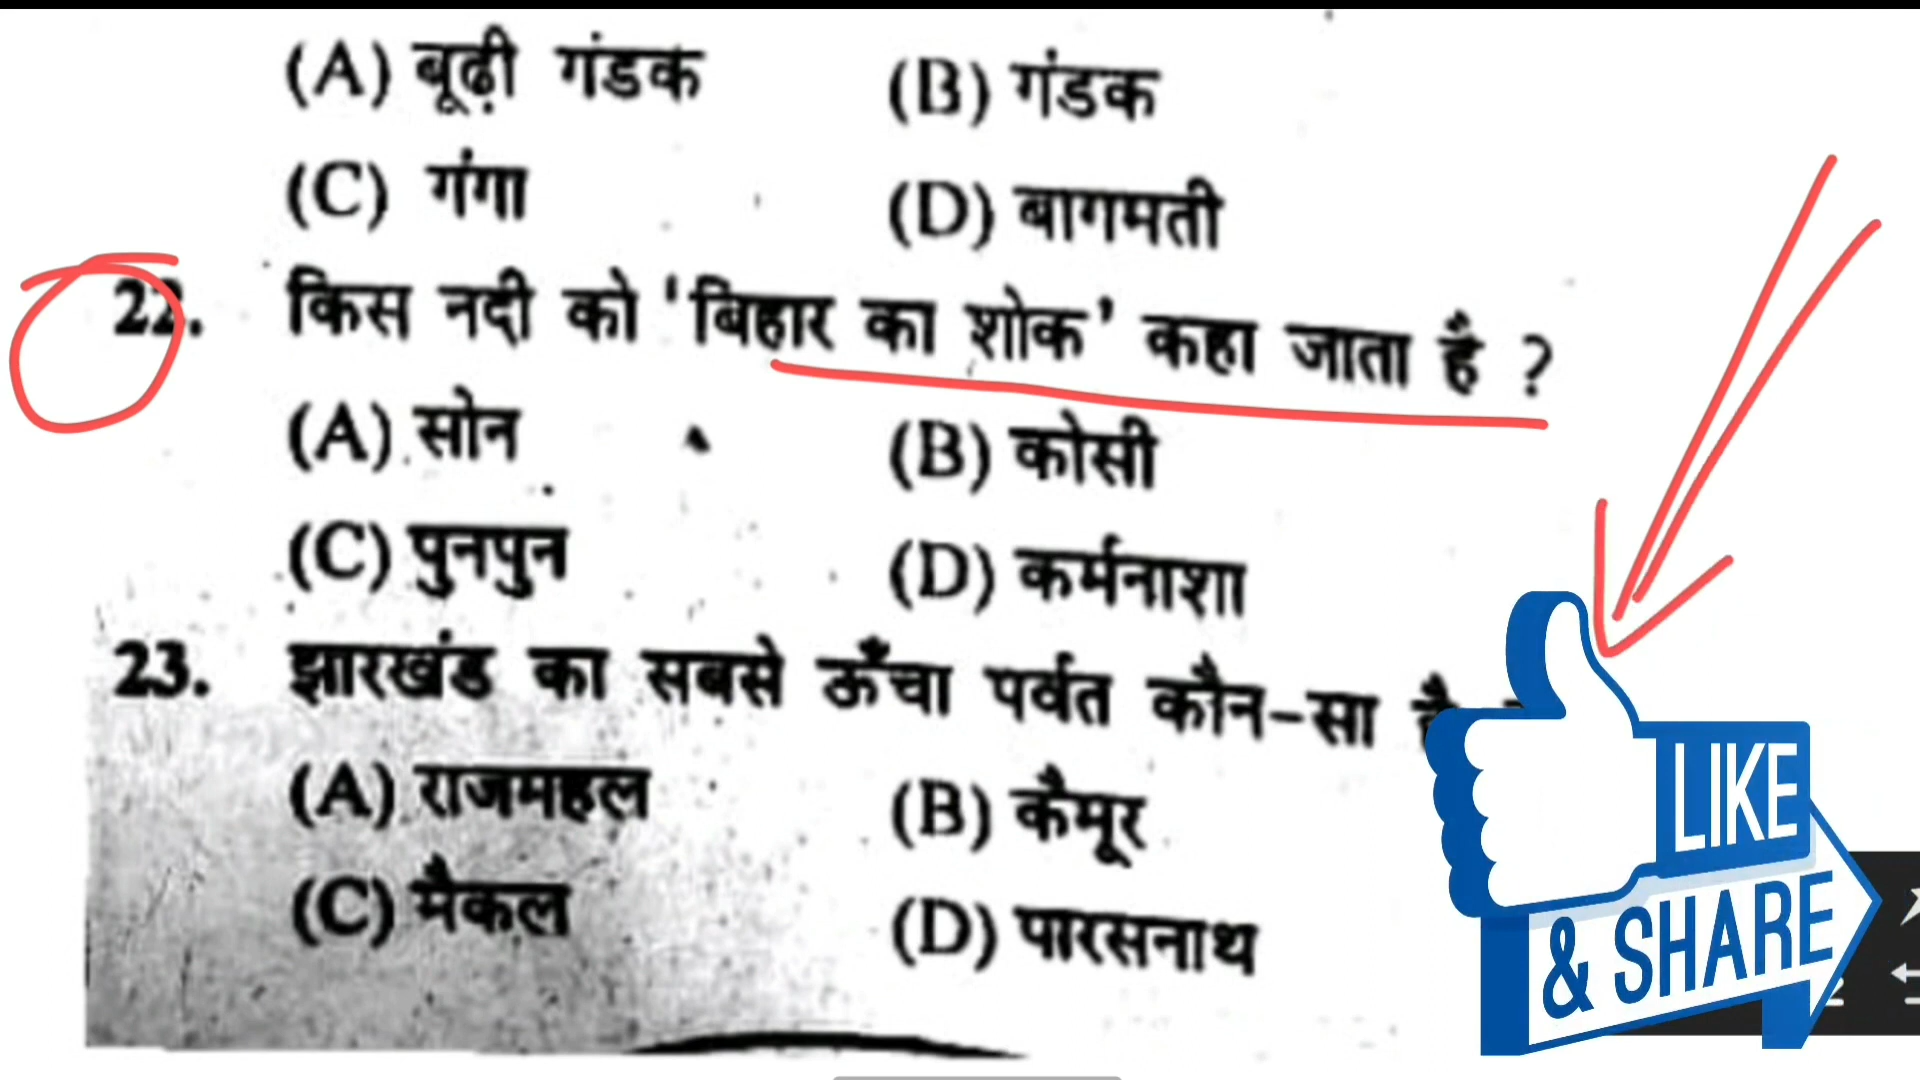 (A) बूढ़ी गंडक (B) गंडक
(C) गंगा (D) बागमती
22. किस नदी को 'बिहार का शोक' कहा जाता है ?
(A) सोन (B) कोसी
(C) पुनपुन (D) कर्मनाशा
23. झारखंड का सबसे ऊँचा पर्वत कौन-सा है
(A) राजमहल (B) कैमूर
(C) मैकल (D) पारसनाथ
LIKE
& SHARE